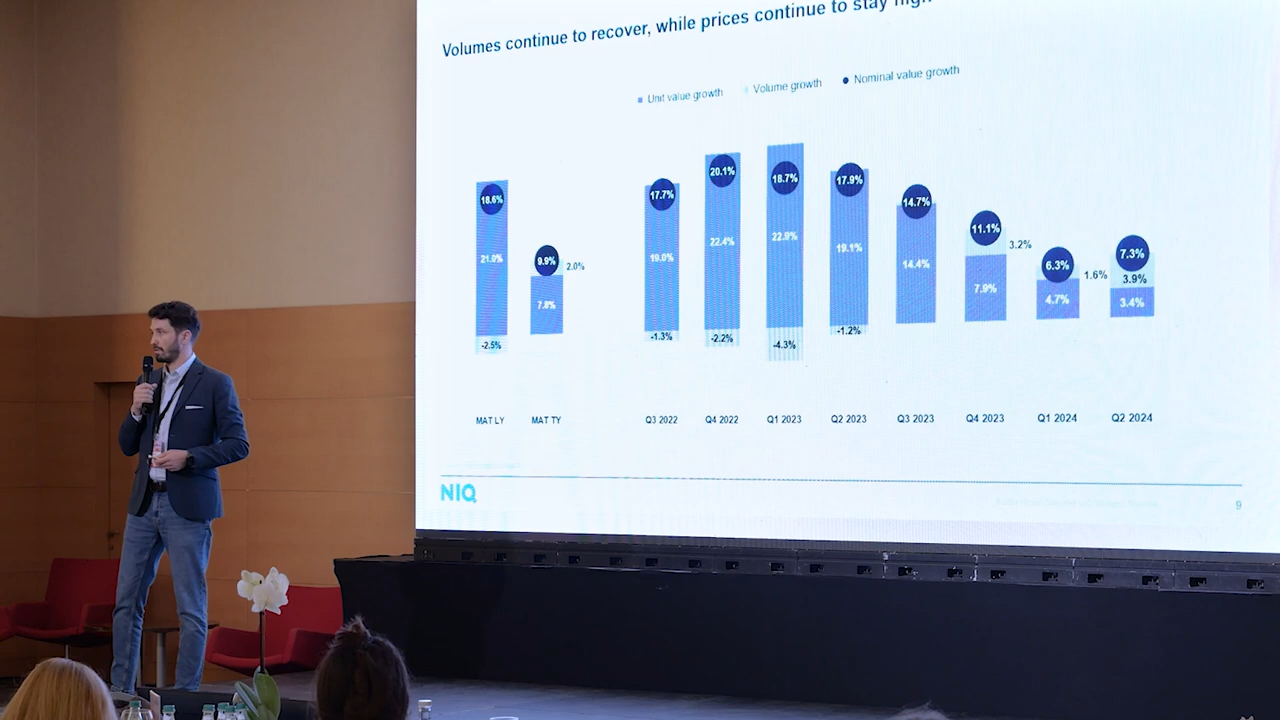 Volumes continue to recover, while prices continue to stay high
Unit value growth Volume growth Nominal value growth
18.6% 21.0% -2.5%
9.9% 2.0% 7.8%
17.7% 19.0% -1.3%
20.1% 22.4% -2.2%
18.7% 22.9% -4.3%
17.9% 19.1% -1.2%
14.7% 14.4%
11.1% 3.2% 7.9%
6.3% 1.6% 4.7%
7.3% 3.9% 3.4%
MAT LY MAT TY Q3 2022 Q4 2022 Q1 2023 Q2 2023 Q3 2023 Q4 2023 Q1 2024 Q2 2024
NIQ
9